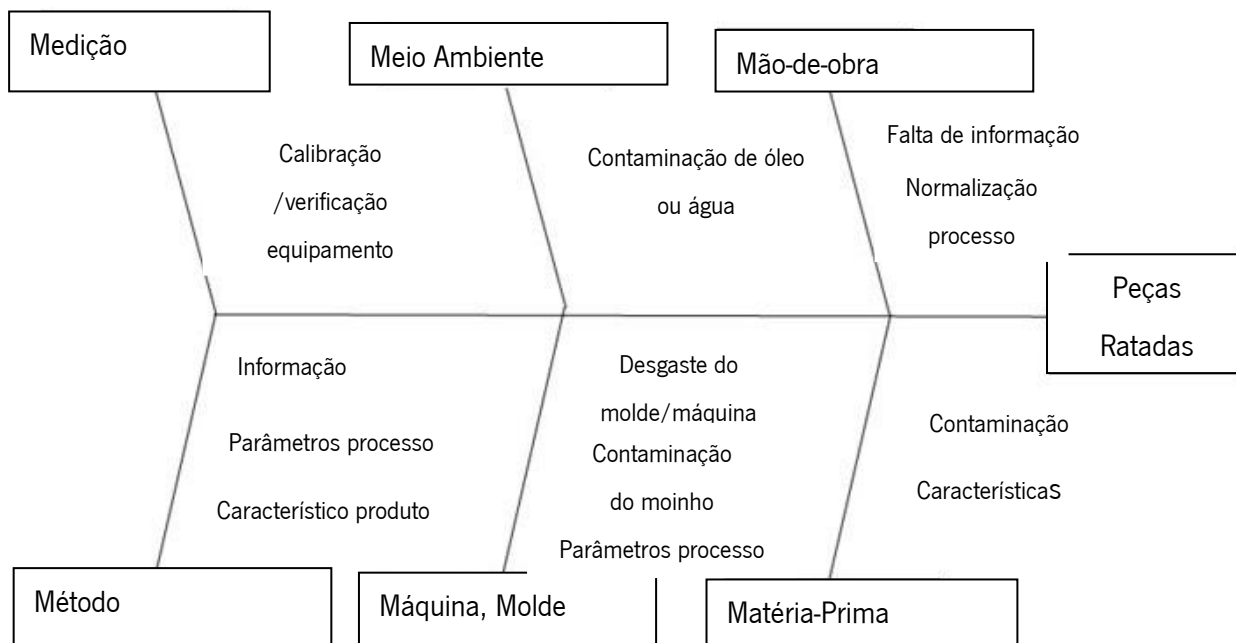 Medição
Meio Ambiente
Mão-de-obra
Calibração
/verificação
equipamento
Contaminação de óleo
ou água
Falta de informação
Normalização
processo
Peças
Ratadas
Informação
Parâmetros processo
Característico produto
Desgaste do
molde/máquina
Contaminação
do moinho
Parâmetros processo
Contaminação
Características
Método
Máquina, Molde
Matéria-Prima